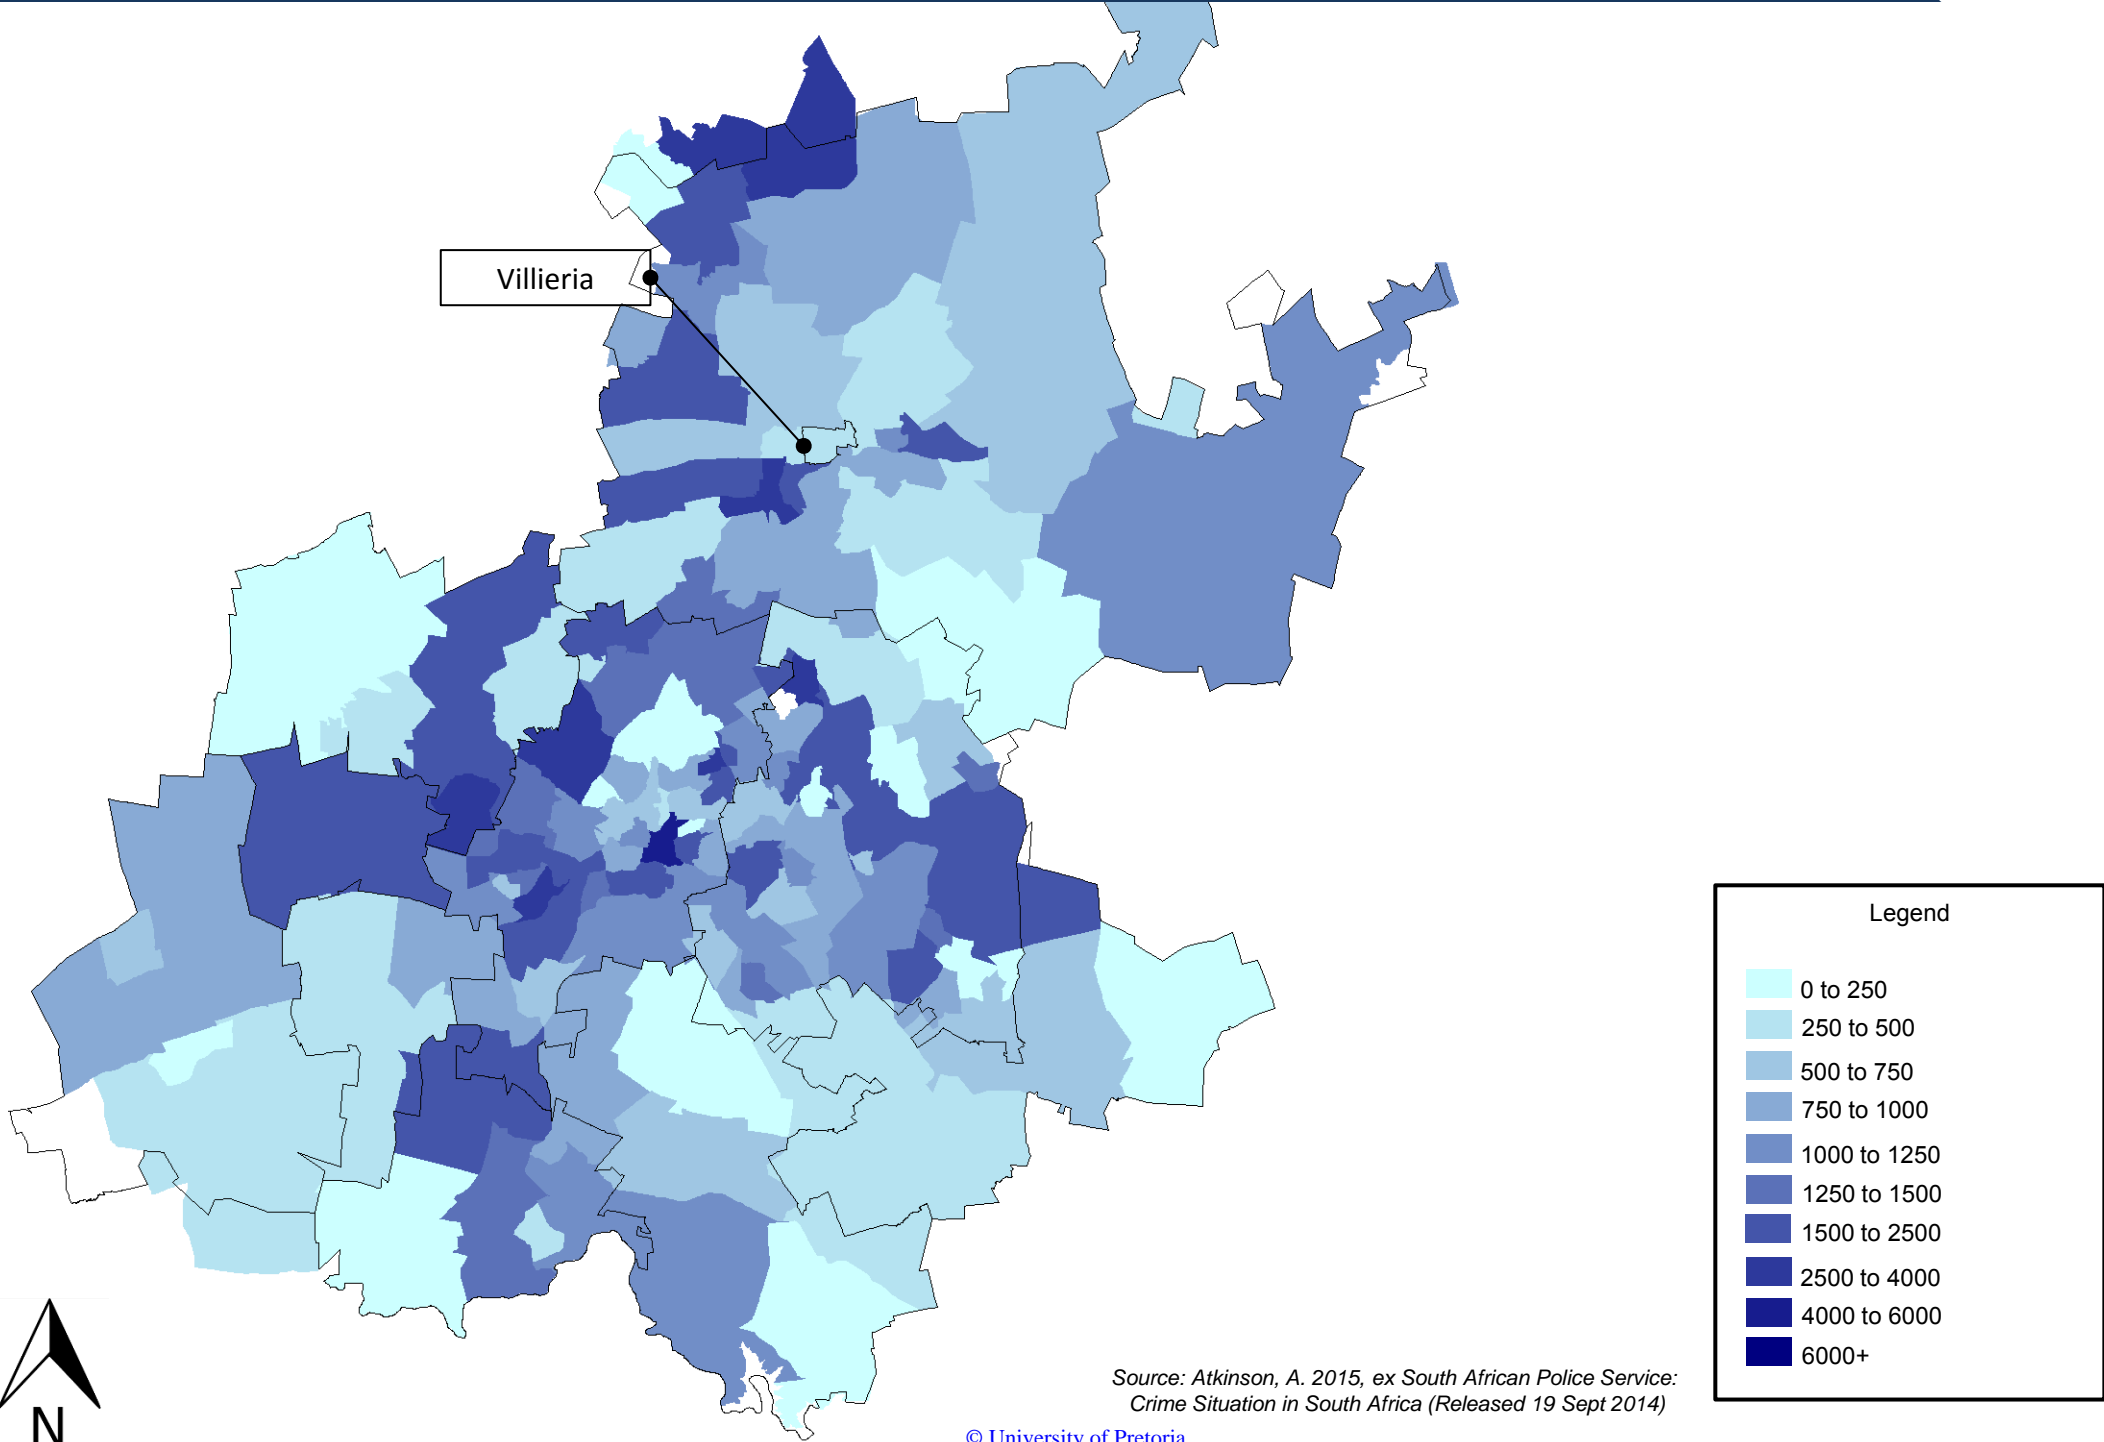 Villieria
Legend
0 to 250
250 to 500
500 to 750
750 to 1000
1000 to 1250
1250 to 1500
1500 to 2500
2500 to 4000
4000 to 6000
6000+
Source: Atkinson, A. 2015, ex South African Police Service:
Crime Situation in South Africa (Released 19 Sept 2014)
N
© University of Pretoria